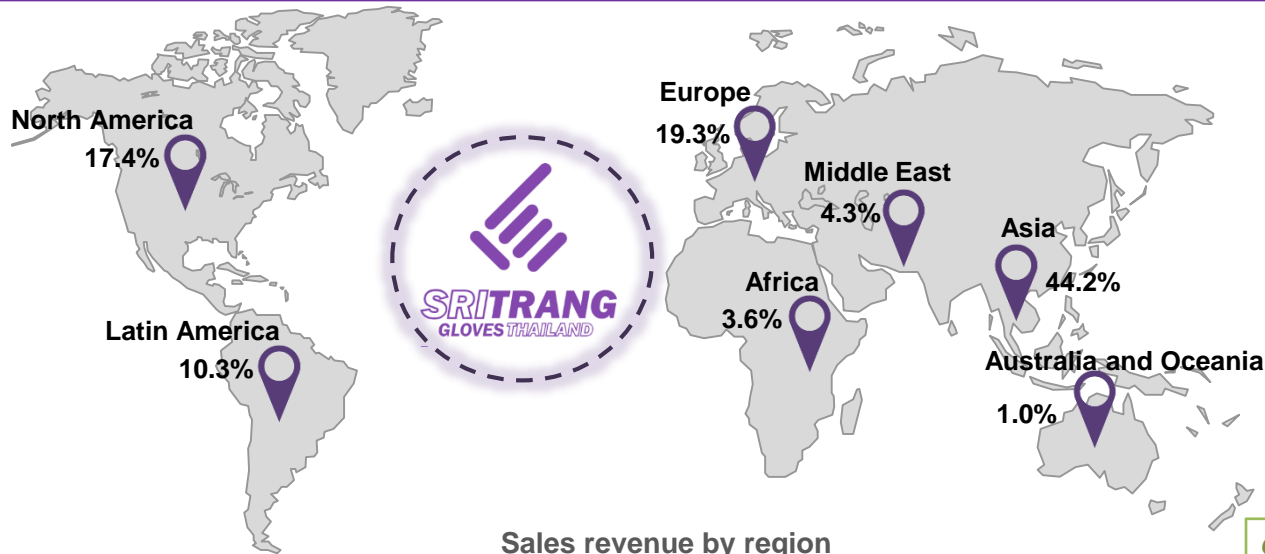 North America
17.4%
Latin America
10.3%
SRITRANG
GLOVES THAILAND
Europe
19.3%
Middle East
4.3%
Africa
3.6%
Asia
44.2%
Australia and Oceania
1.0%
Sales revenue by region